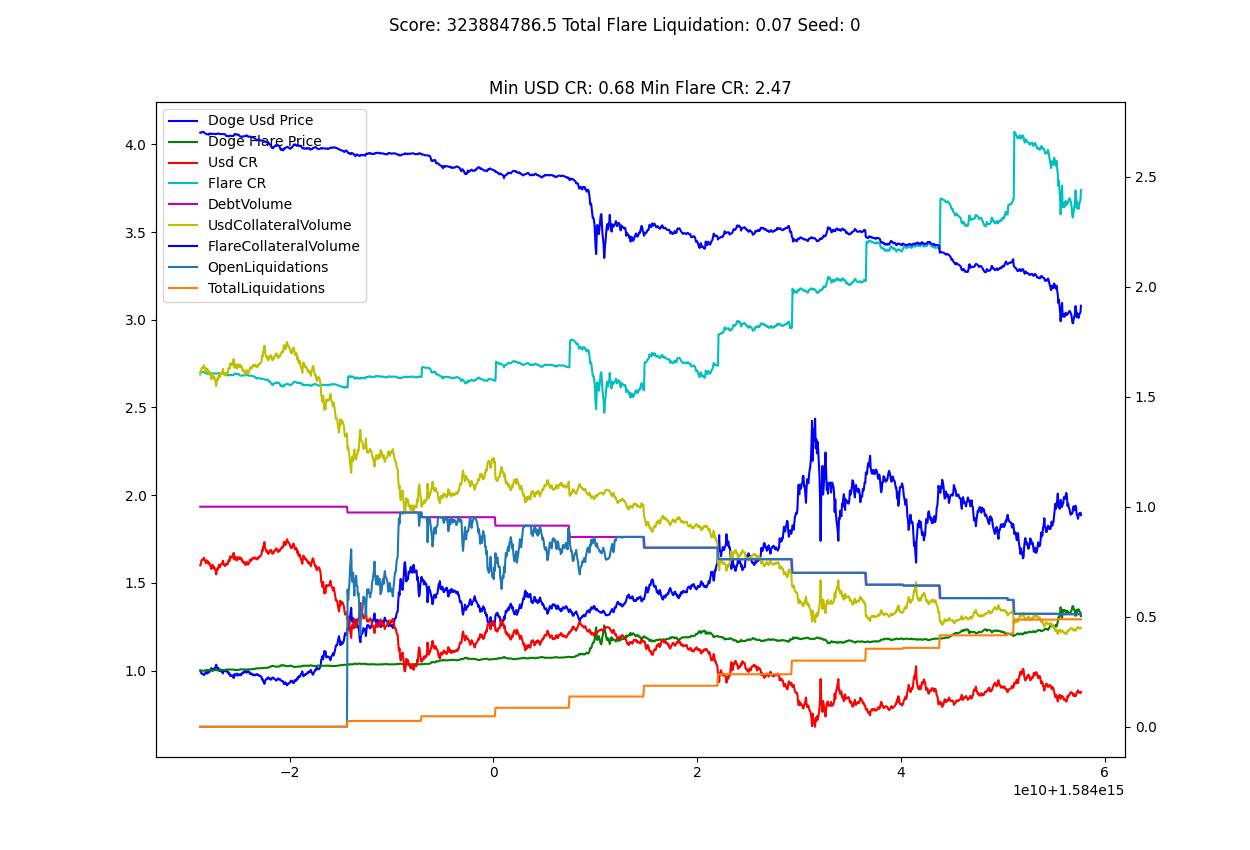 Score: 323884786.5 Total Flare Liquidation: 0.07 Seed: 0
Min USD CR: 0.68 Min Flare CR: 2.47
Doge Usd Price
Doge Flare Price
Usd CR
Flare CR
DebtVolume
UsdCollateralVolume
FlareCollateralVolume
OpenLiquidations
TotalLiquidations
4.0
3.5
3.0
2.5
2.0
1.5
1.0
2.5
2.0
1.5
1.0
0.5
0.0
−2
0
2
4
6
1e10+1.584e15